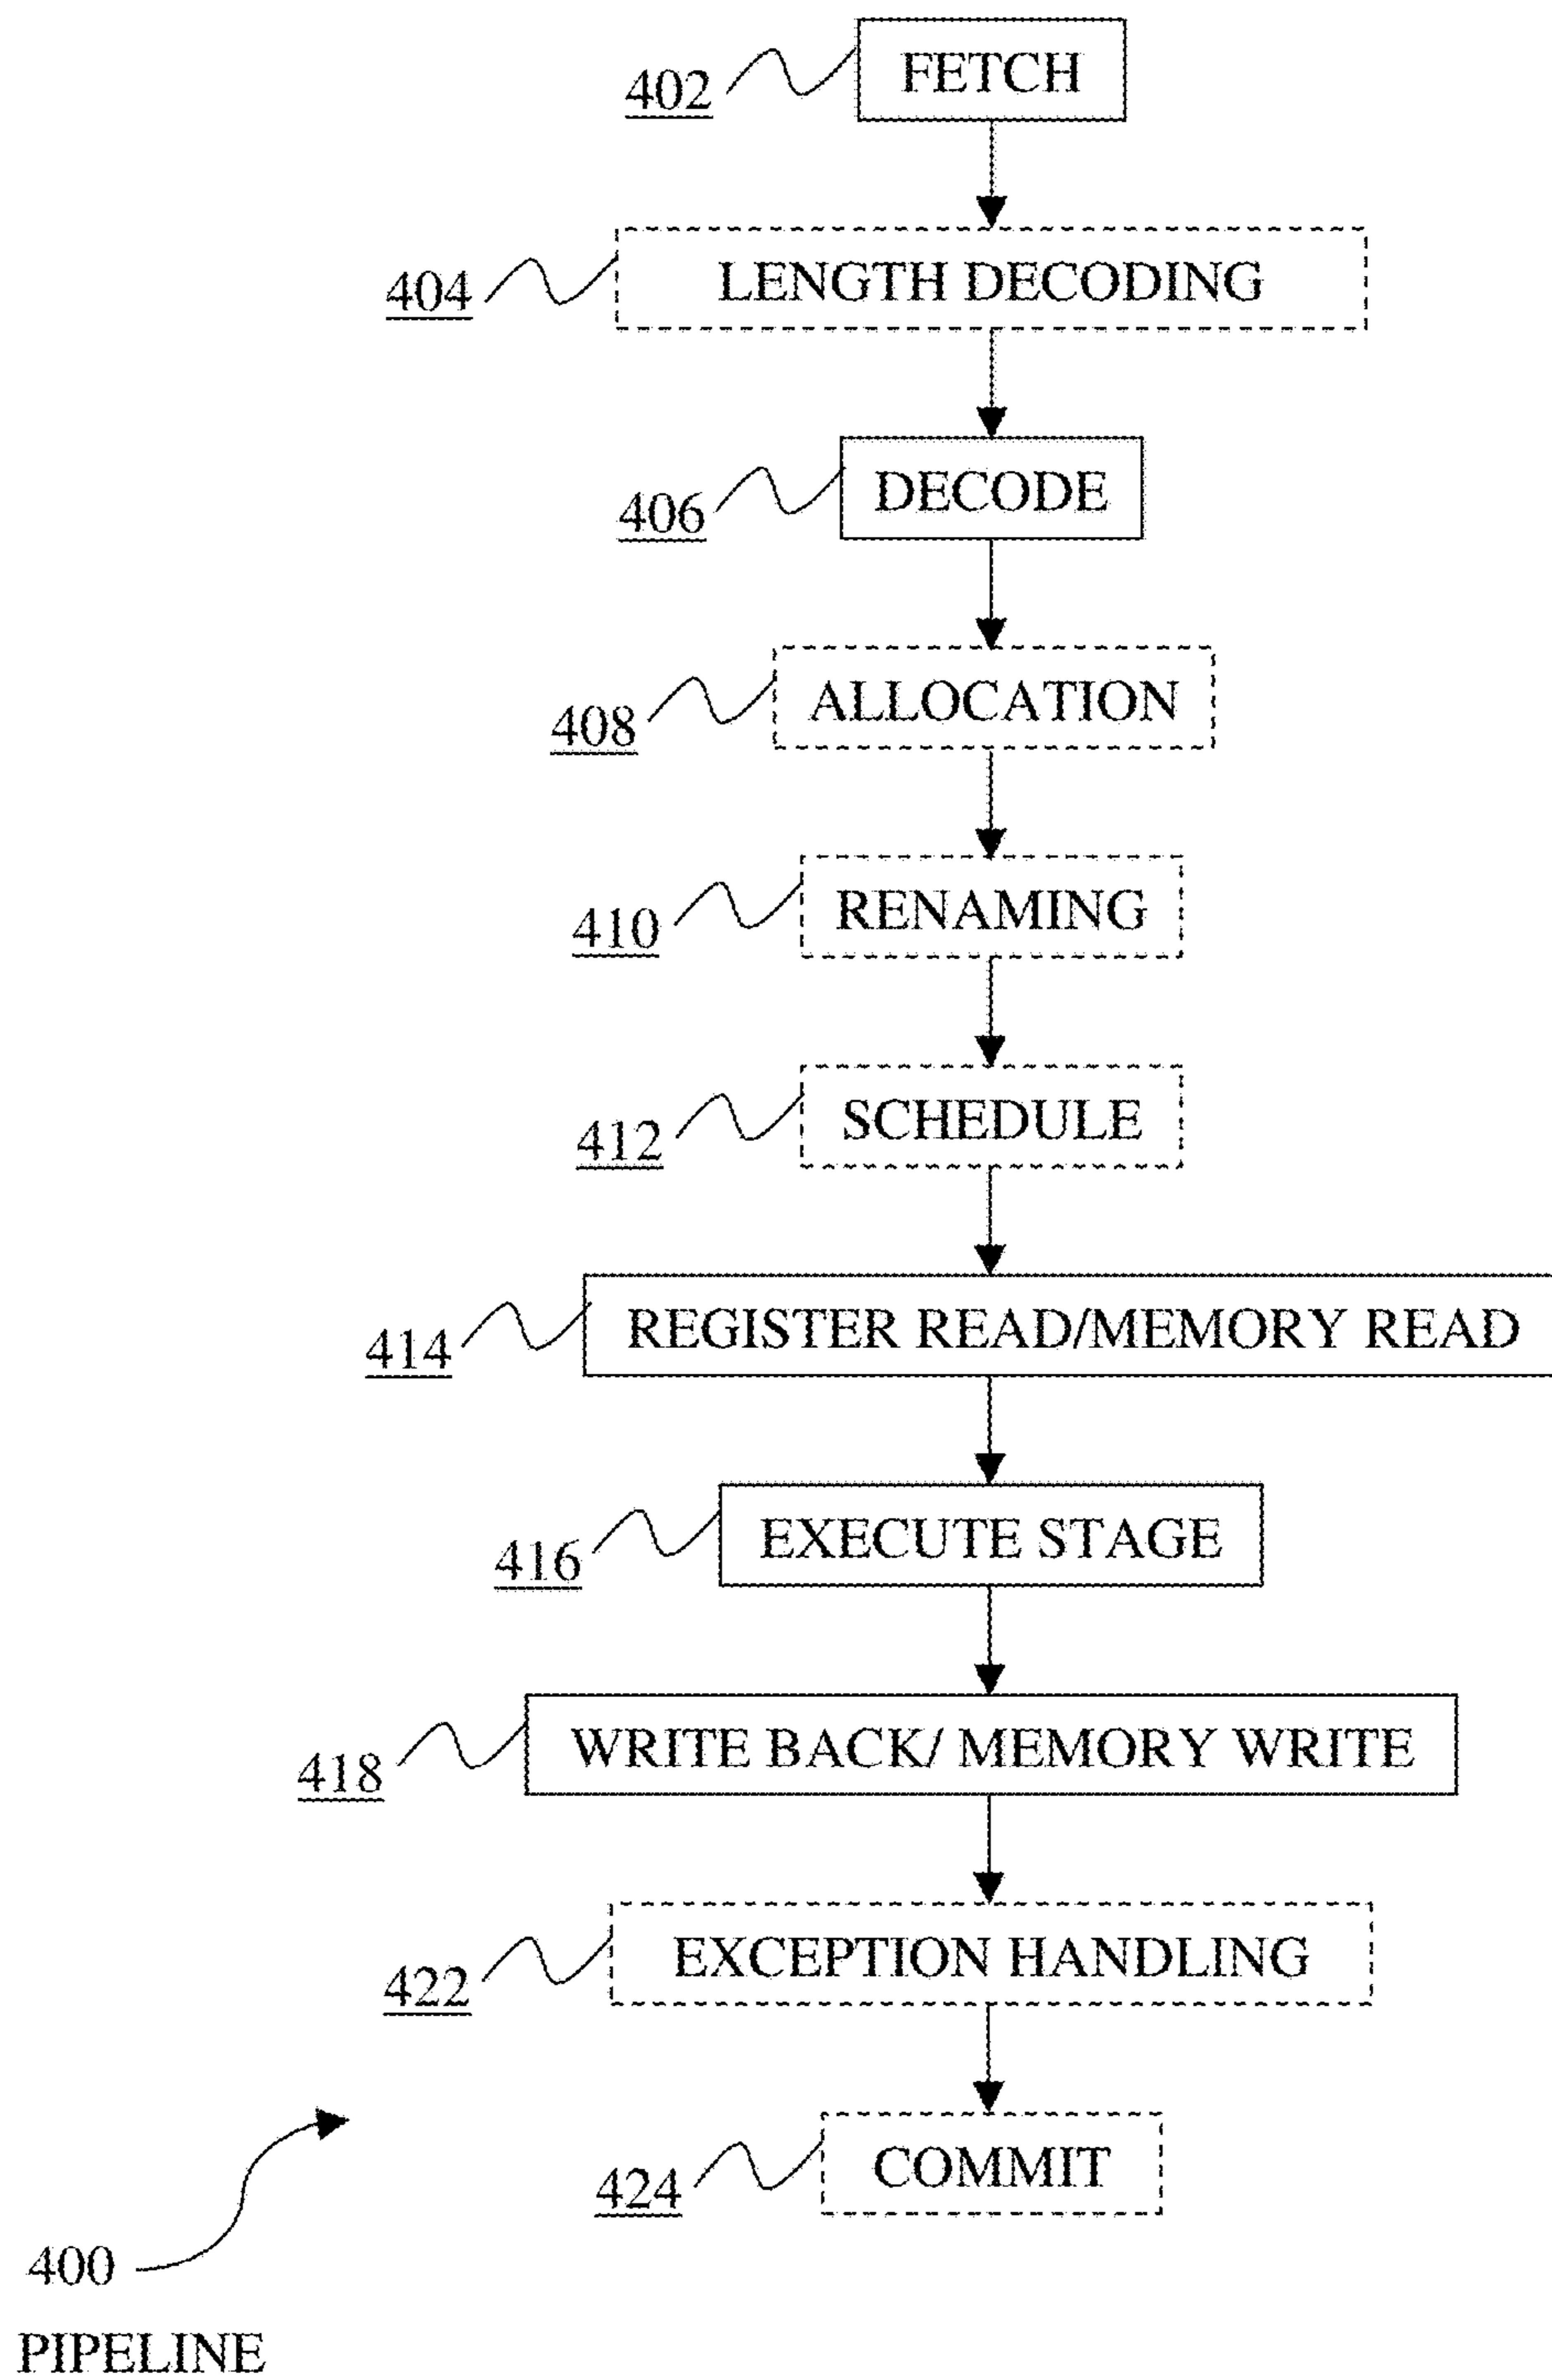 402 FETCH
404 LENGTH DECODING
406 DECODE
408 ALLOCATION
410 RENAMING
412 SCHEDULE
414 REGISTER READ/MEMORY READ
416 EXECUTE STAGE
418 WRITE BACK/ MEMORY WRITE
422 EXCEPTION HANDLING
424 COMMIT
400
PIPELINE